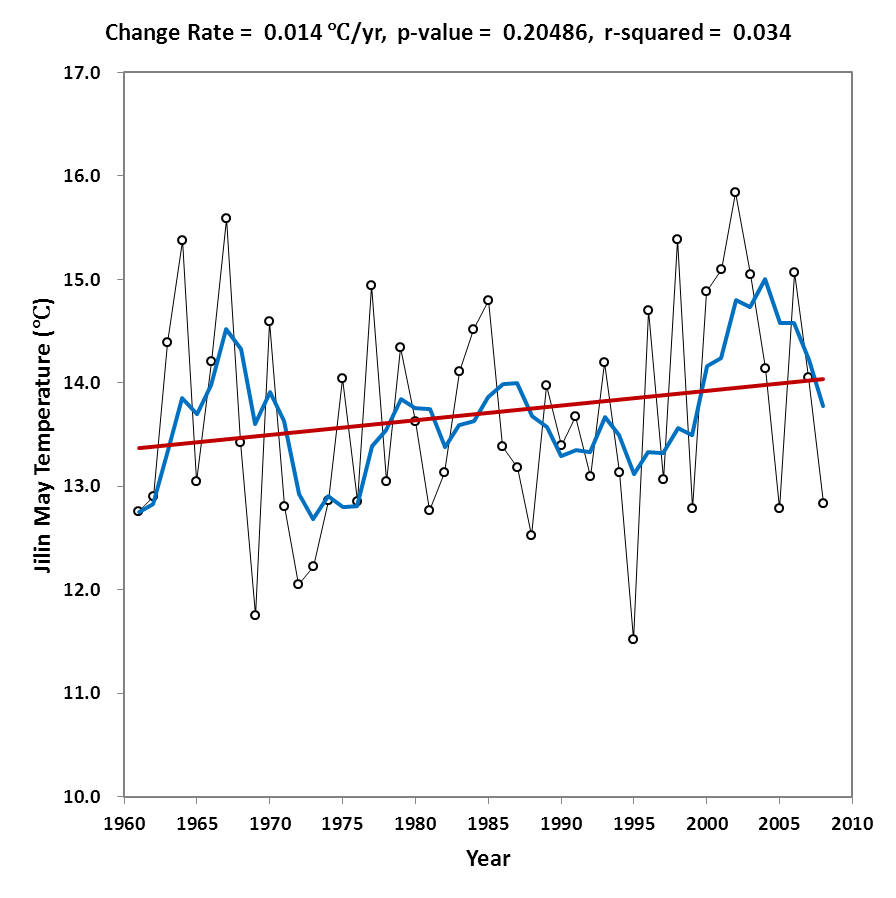 Change Rate = 0.014 ℃/yr, p-value = 0.20486, r-squared = 0.034
17.0
16.0
15.0
14.0
13.0
12.0
11.0
10.0
Jilin May Temperature (℃)
1960 1965 1970 1975 1980 1985 1990 1995 2000 2005 2010
Year